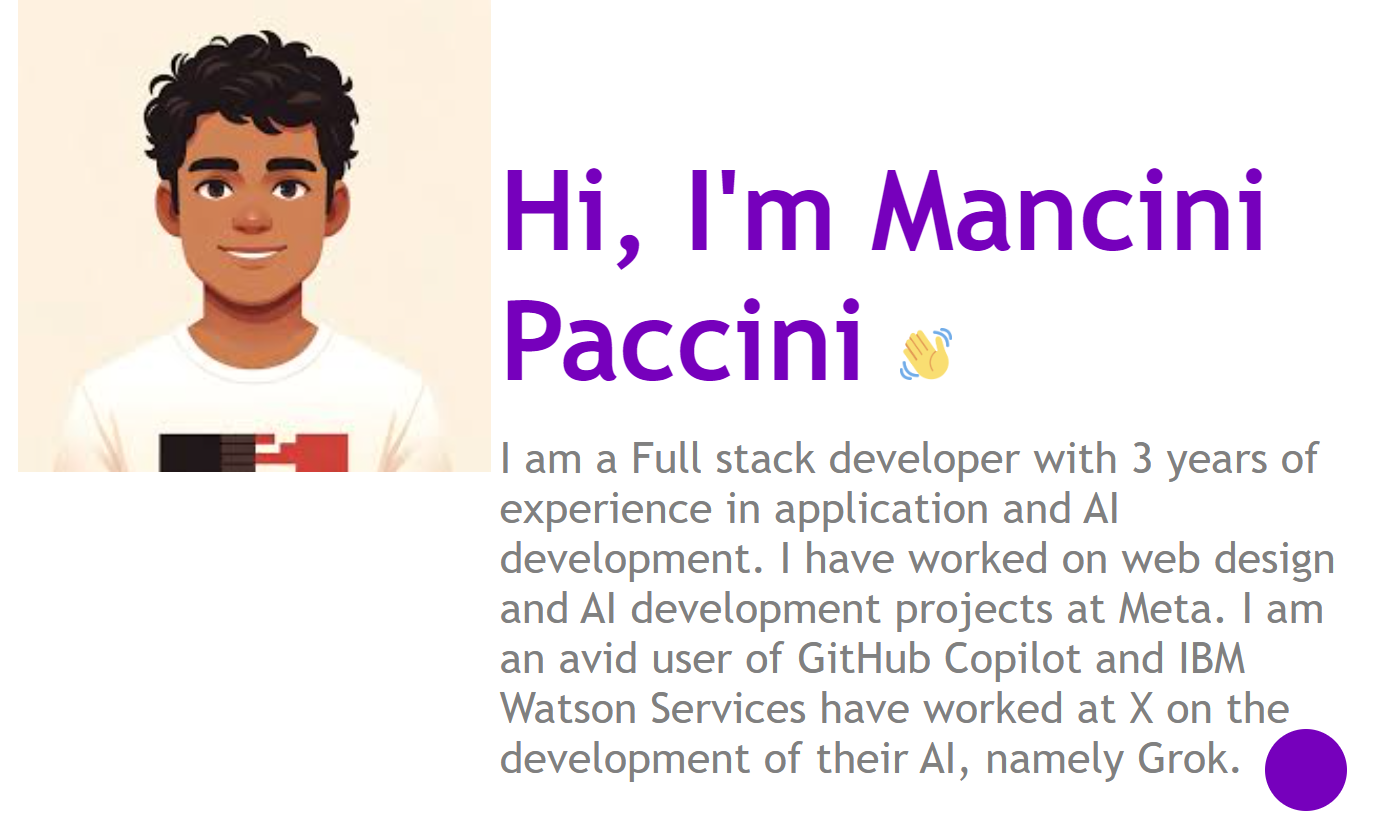 Hi, I'm Mancini
Paccini 👋
I am a Full stack developer with 3 years of
experience in application and AI
development. I have worked on web design
and AI development projects at Meta. I am
an avid user of GitHub Copilot and IBM
Watson Services have worked at X on the
development of their AI, namely Grok.